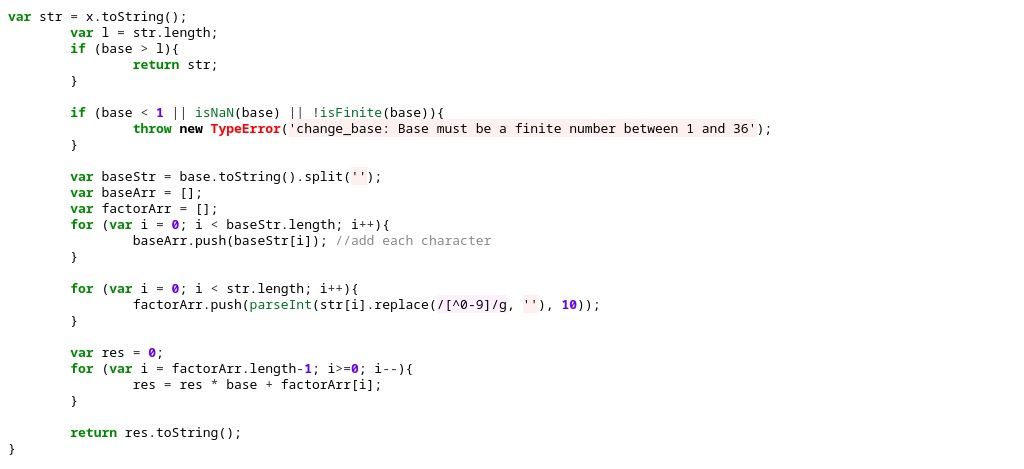 var str = x.toString();
        var l = str.length;
        if (base > l){
                return str;
        }

        if (base < 1 || isNaN(base) || !isFinite(base)){
                throw new TypeError('change_base: Base must be a finite number between 1 and 36');
        }

        var baseStr = base.toString().split('');
        var baseArr = [];
        var factorArr = [];
        for (var i = 0; i < baseStr.length; i++){
                baseArr.push(baseStr[i]); //add each character
        }

        for (var i = 0; i < str.length; i++){
                factorArr.push(parseInt(str[i].replace(/[^0-9]/g, ''), 10));
        }

        var res = 0;
        for (var i = factorArr.length-1; i>=0; i--){
                res = res * base + factorArr[i];
        }

        return res.toString();
}